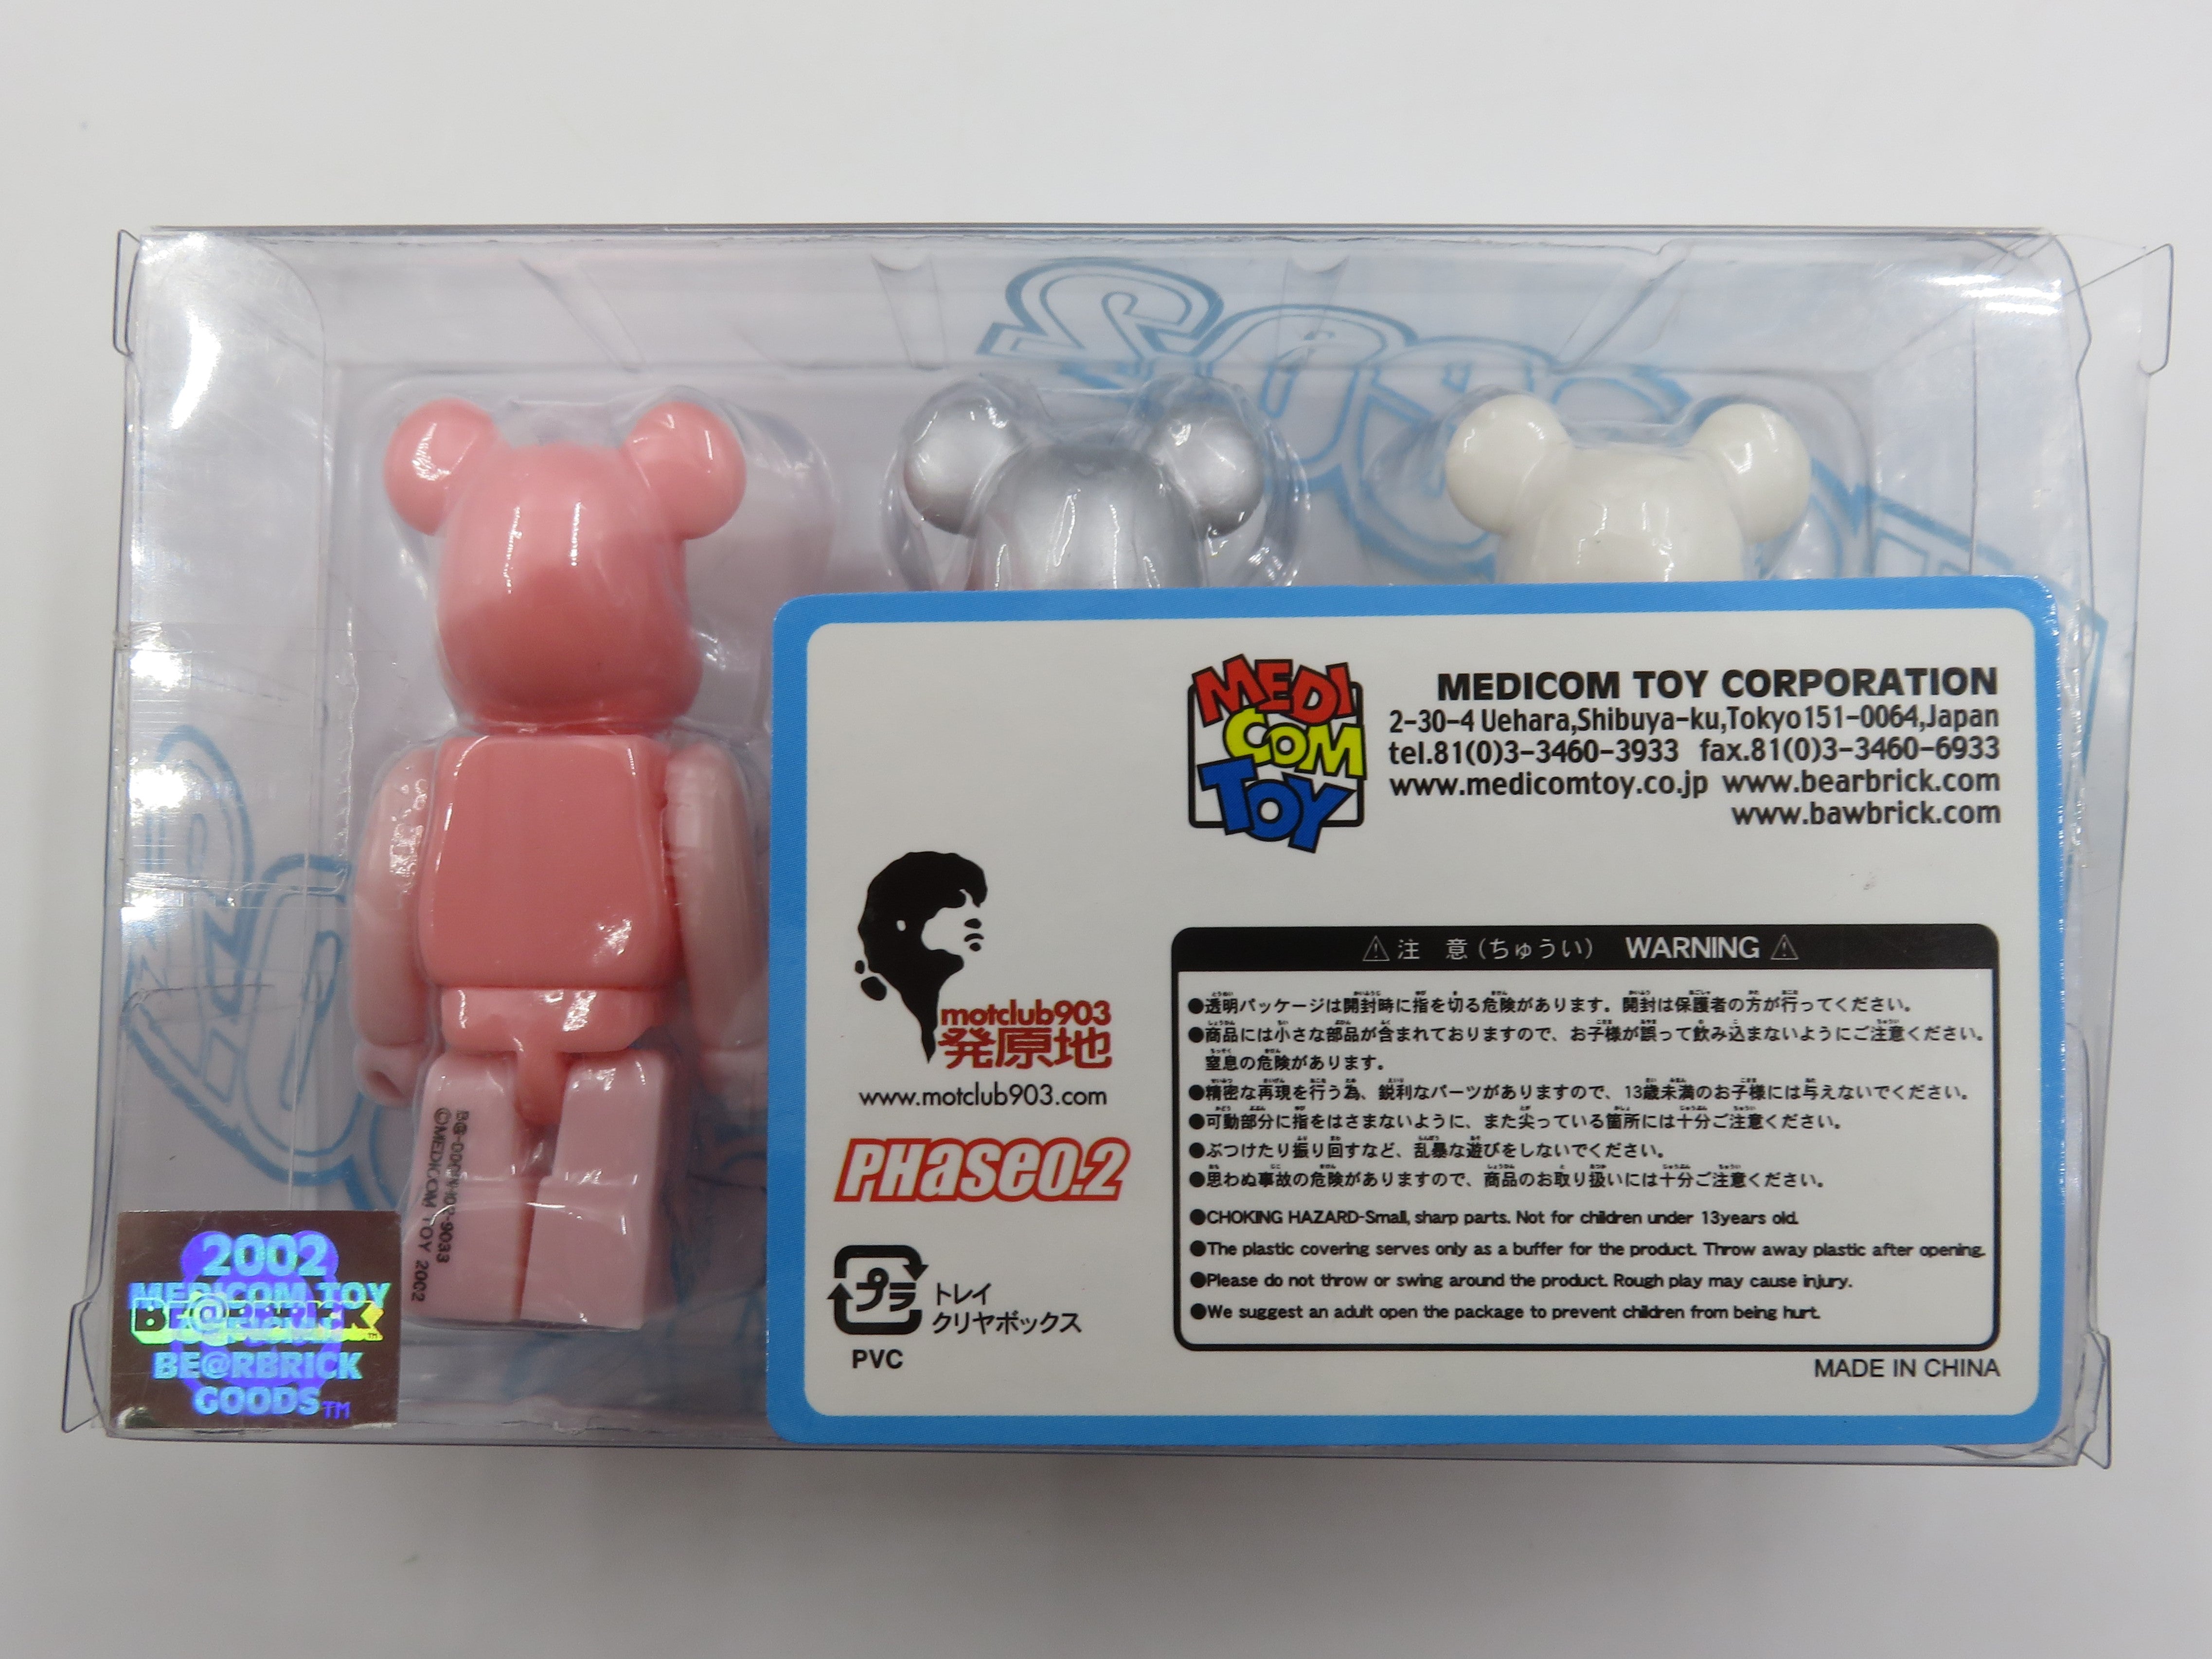 MEDICOM TOY
MEDICOM TOY CORPORATION
2-30-4 Uehara,Shibuya-ku,Tokyo151-0064,Japan
tel.81(0)3-3460-3933 fax.81(0)3-3460-6933
www.medicomtoy.co.jp www.bearbrick.com
www.bawbrick.com
motclub903
発原地
www.motclub903.com
PHaseO.2
プラ
トレイ
クリヤボックス
PVC
注 意(ちゅうい) WARNING
●透明パッケージは開封時に指を切る危険があります。開封は保護者の方が行ってください。
●商品には小さな部品が含まれておりますので、お子様が誤って飲み込まないようにご注意ください。
窒息の危険があります。
●精密な再現を行う為、鋭利なパーツがありますので、13歳未満のお子様には与えないでください。
●可動部分に指をはさまないように、また尖っている箇所には十分ご注意ください。
●ぶつけたり振り回すなど、乱暴な遊びをしないでください。
●思わぬ事故の危険がありますので、商品のお取り扱いには十分ご注意ください。
●CHOKING HAZARD-Small, sharp parts. Not for children under 13years old.
●The plastic covering serves only as a buffer for the product. Throw away plastic after opening.
●Please do not throw or swing around the product. Rough play may cause injury.
●We suggest an adult open the package to prevent children from being hurt.
MADE IN CHINA
©MEDICOM TOY 2002
2002
MEDICOM TOY
BE@RBRICK™
BE@RBRICK
GOODS™